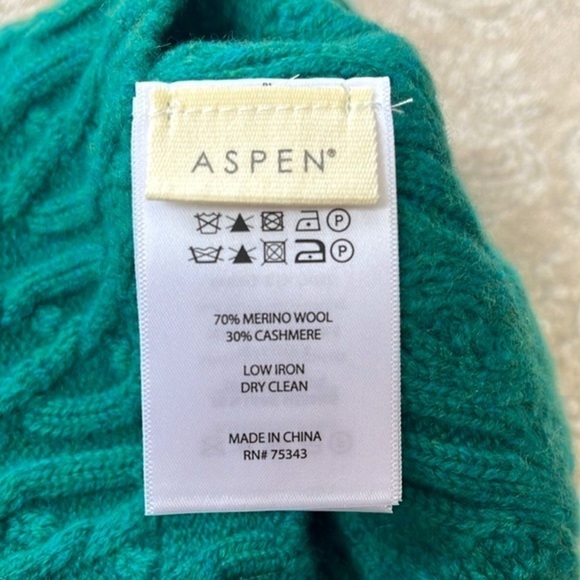 ASPEN®
P
P
70% MERINO WOOL
30% CASHMERE
LOW IRON
DRY CLEAN
MADE IN CHINA
RN# 75343